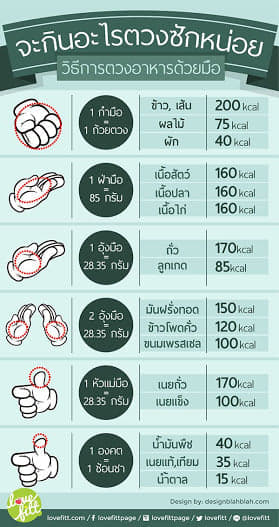 จะกินอะไรตวงซักหน่อย
วิธีการตวงอาหารด้วยมือ
1 กำมือ
=
1 ถ้วยตวง
ข้าว, เส้น 200 kcal
ผลไม้ 75 kcal
ผัก 40 kcal
1 ฝ่ามือ
=
85 กรัม
เนื้อสัตว์ 160 kcal
เนื้อปลา 160 kcal
เนื้อไก่ 160 kcal
1 อุ้งมือ
=
28.35 กรัม
ถั่ว 170kcal
ลูกเกด 85kcal
2 อุ้งมือ
=
28.35 กรัม
มันฝรั่งทอด 150 kcal
ข้าวโพดคั่ว 120 kcal
ขนมเพรสเซล 100 kcal
1 หัวแม่มือ
=
28.35 กรัม
เนยถั่ว 170 kcal
เนยแข็ง 100 kcal
1 องคุลี
=
1 ช้อนชา
น้ำมันพืช 40 kcal
เนยแท้,เทียม 35 kcal
น้ำตาล 15 kcal
Design by: designblahblah.com
love fitt
lovefitt.com / lovefittpage / lovefittpage / lovefitt / @lovefitt